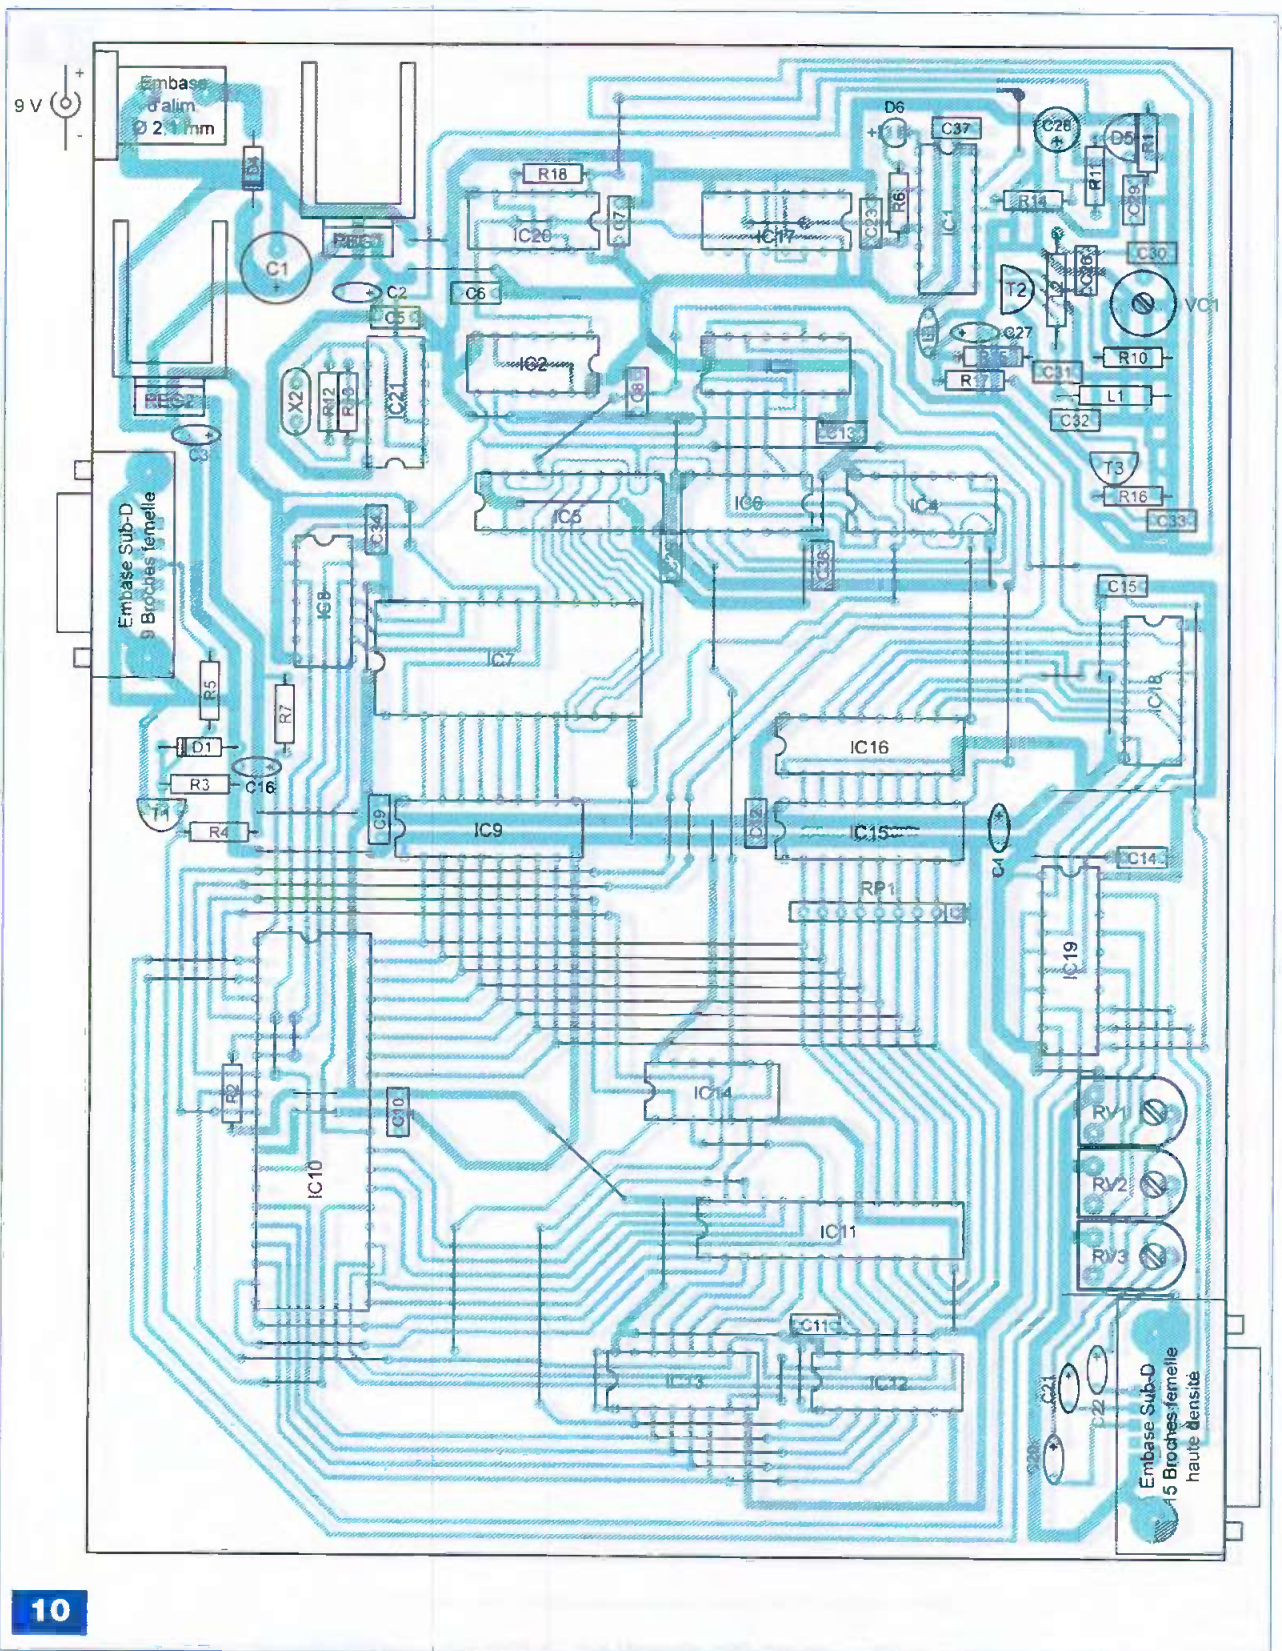 9 V
+
-
Embase
d'alim
Ø 2,1 mm
D4
C1
REG1
R18
IC20
C7
IC17
C23
D6
+
C37
R6
IC1
C28
+
D5
R1
R11
C29
R14
C26
C30
T2
VC1
C2
C5
C6
IC2
C8
C27
R17
C31
R10
L1
C32
X2
R12
IC21
C13
C3
T3
R16
C33
IC5
IC6
IC4
C34
C36
C15
Embase Sub-D
9 Broches femelle
IC8
IC7
IC18
R5
R7
D1
R3
C16
T1
R4
IC16
C9
IC9
C12
IC15
C4
C14
RP1
IC19
R2
C10
IC14
RV1
IC10
RV2
IC11
RV3
C11
IC13
IC12
C21
C22
C20
Embase Sub-D
15 Broches femelle
haute densité
10